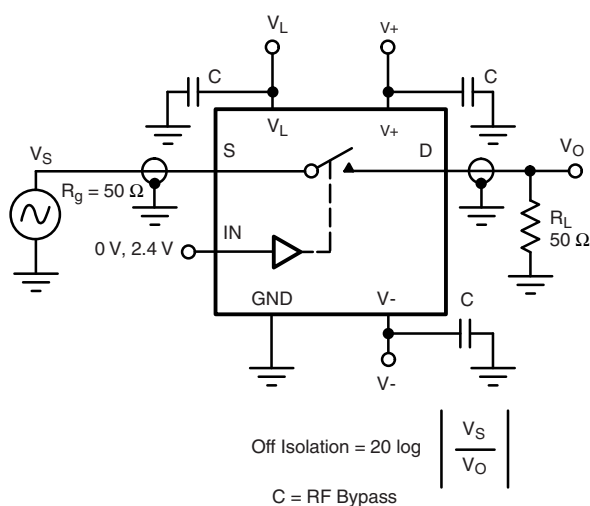 V_L
V+
C
C
V_L
V+
V_S
S
D
V_O
R_g = 50 Ω
R_L
50 Ω
IN
0 V, 2.4 V
GND
V-
C
V-
Off Isolation = 20 log | V_S / V_O |
C = RF Bypass